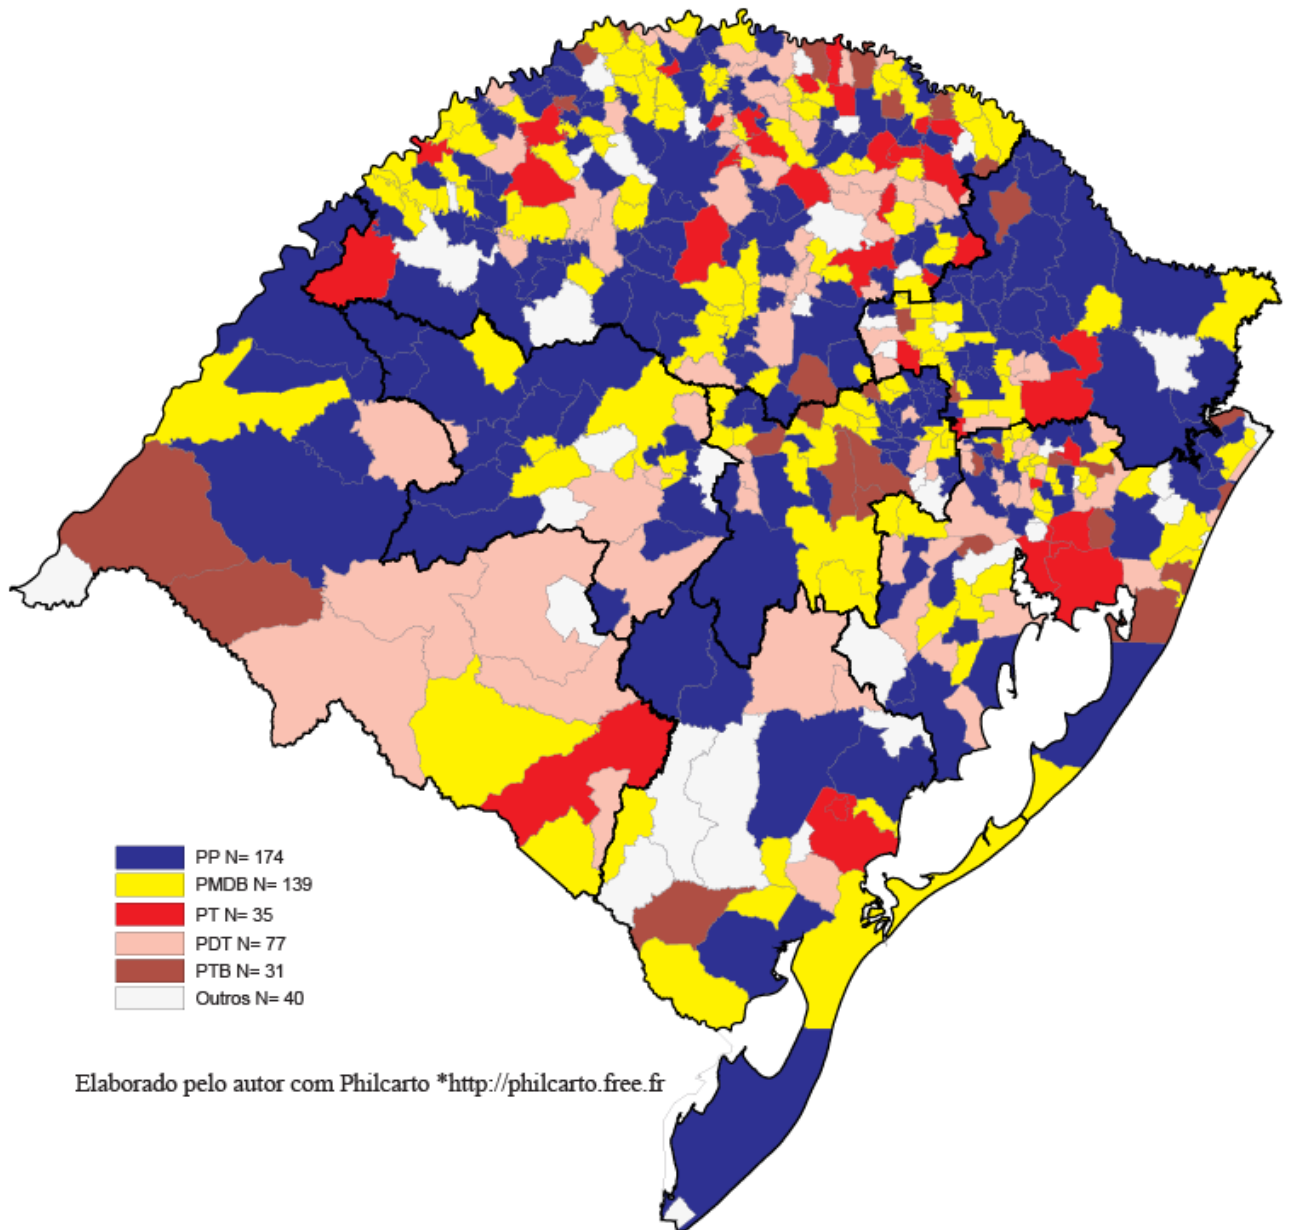 PP N= 174
PMDB N= 139
PT N= 35
PDT N= 77
PTB N= 31
Outros N= 40
Elaborado pelo autor com Philcarto *http://philcarto.free.fr